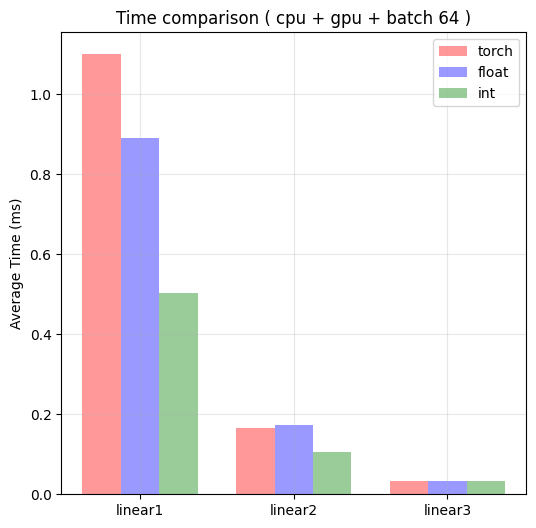 Time comparison ( cpu + gpu + batch 64 )
torch
float
int
Average Time (ms)
1.0
0.8
0.6
0.4
0.2
0.0
linear1
linear2
linear3